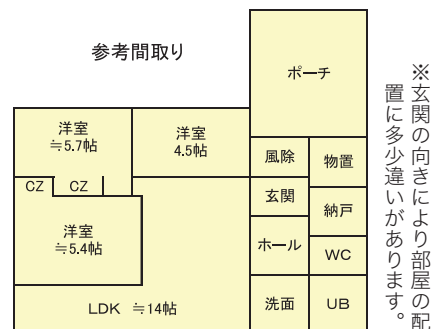 参考間取り
ポーチ
洋室
≒5.7帖
洋室
4.5帖
風除
物置
CZ
CZ
玄関
納戸
洋室
≒5.4帖
ホール
WC
LDK ≒14帖
洗面
UB
※玄関の向きにより部屋の配
置に多少違いがあります。